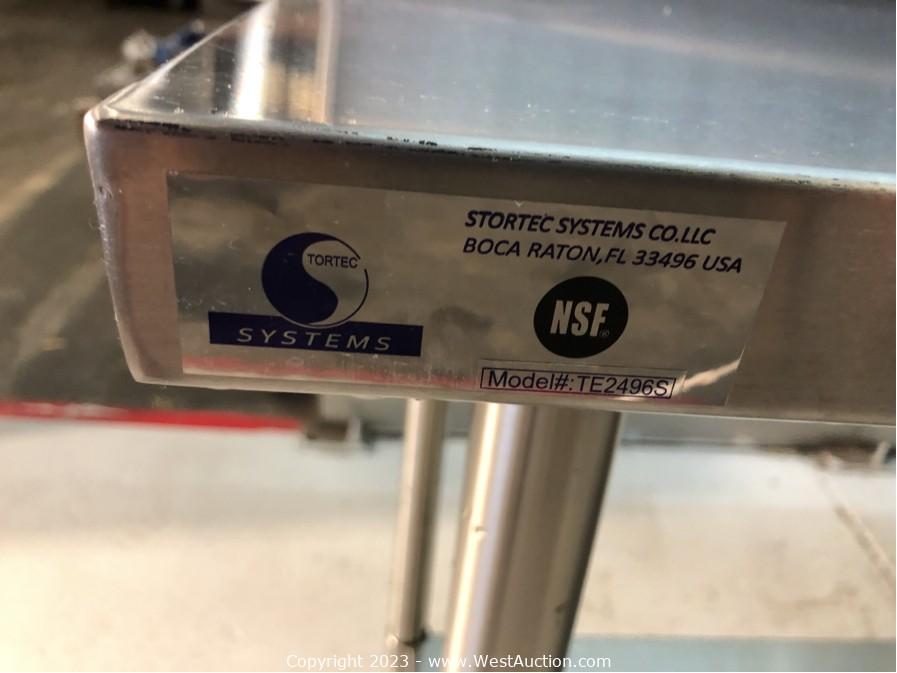 TORTEC
SYSTEMS
STORTEC SYSTEMS CO.LLC
BOCA RATON,FL 33496 USA
NSF®
Model#:TE2496S
Copyright 2023 - www.WestAuction.com